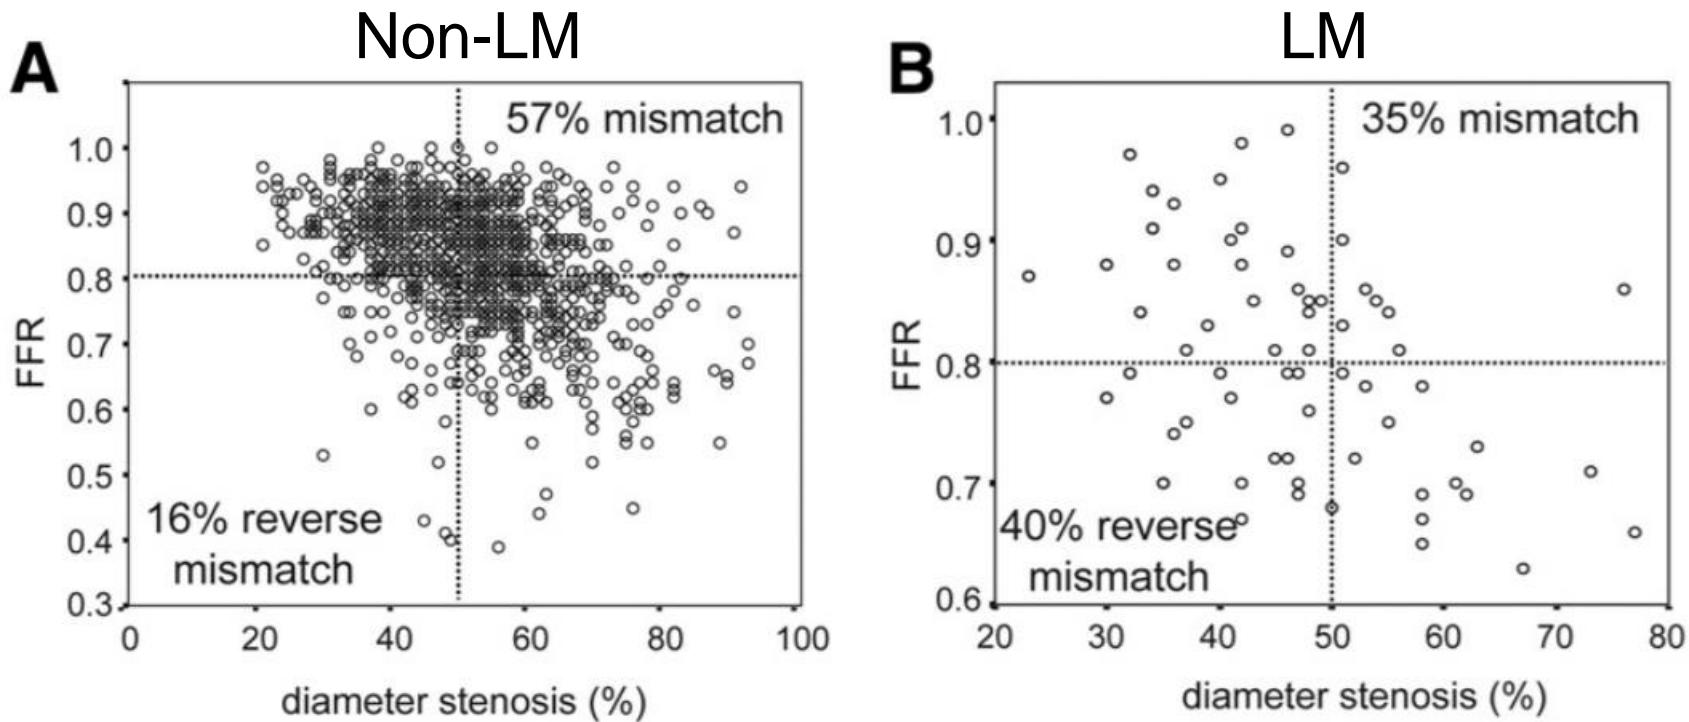 Non-LM
A
57% mismatch
FFR
1.0
0.9
0.8
0.7
0.6
0.5
0.4
0.3
16% reverse
mismatch
0 20 40 60 80 100
diameter stenosis (%)
LM
B
35% mismatch
FFR
1.0
0.9
0.8
0.7
0.6
40% reverse
mismatch
20 30 40 50 60 70 80
diameter stenosis (%)